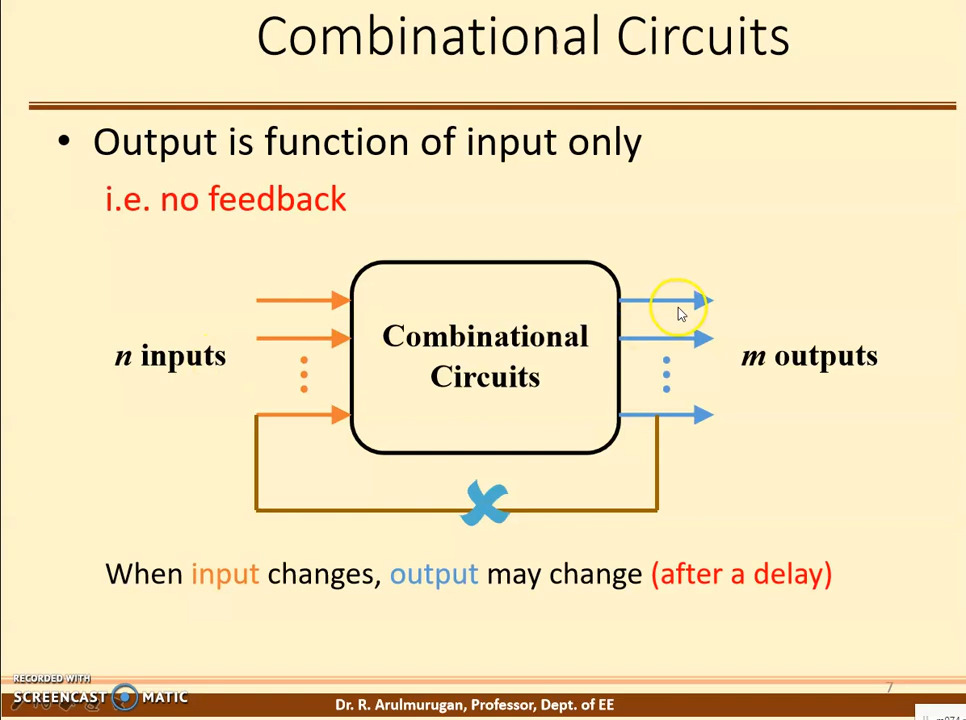 Combinational Circuits
• Output is function of input only
i.e. no feedback
n inputs
Combinational
Circuits
m outputs
When input changes, output may change (after a delay)
RECORDED WITH
SCREENCAST MATIC
7
Dr. R. Arulmurugan, Professor, Dept. of EE